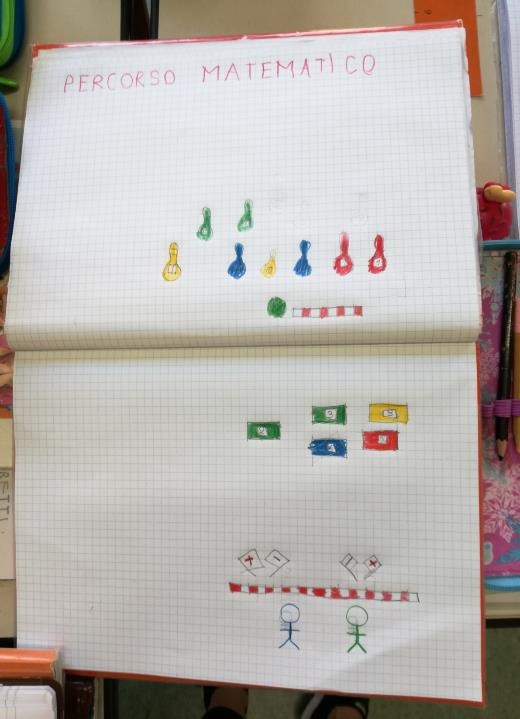 PERCORSO MATEMATICO
+ -
+